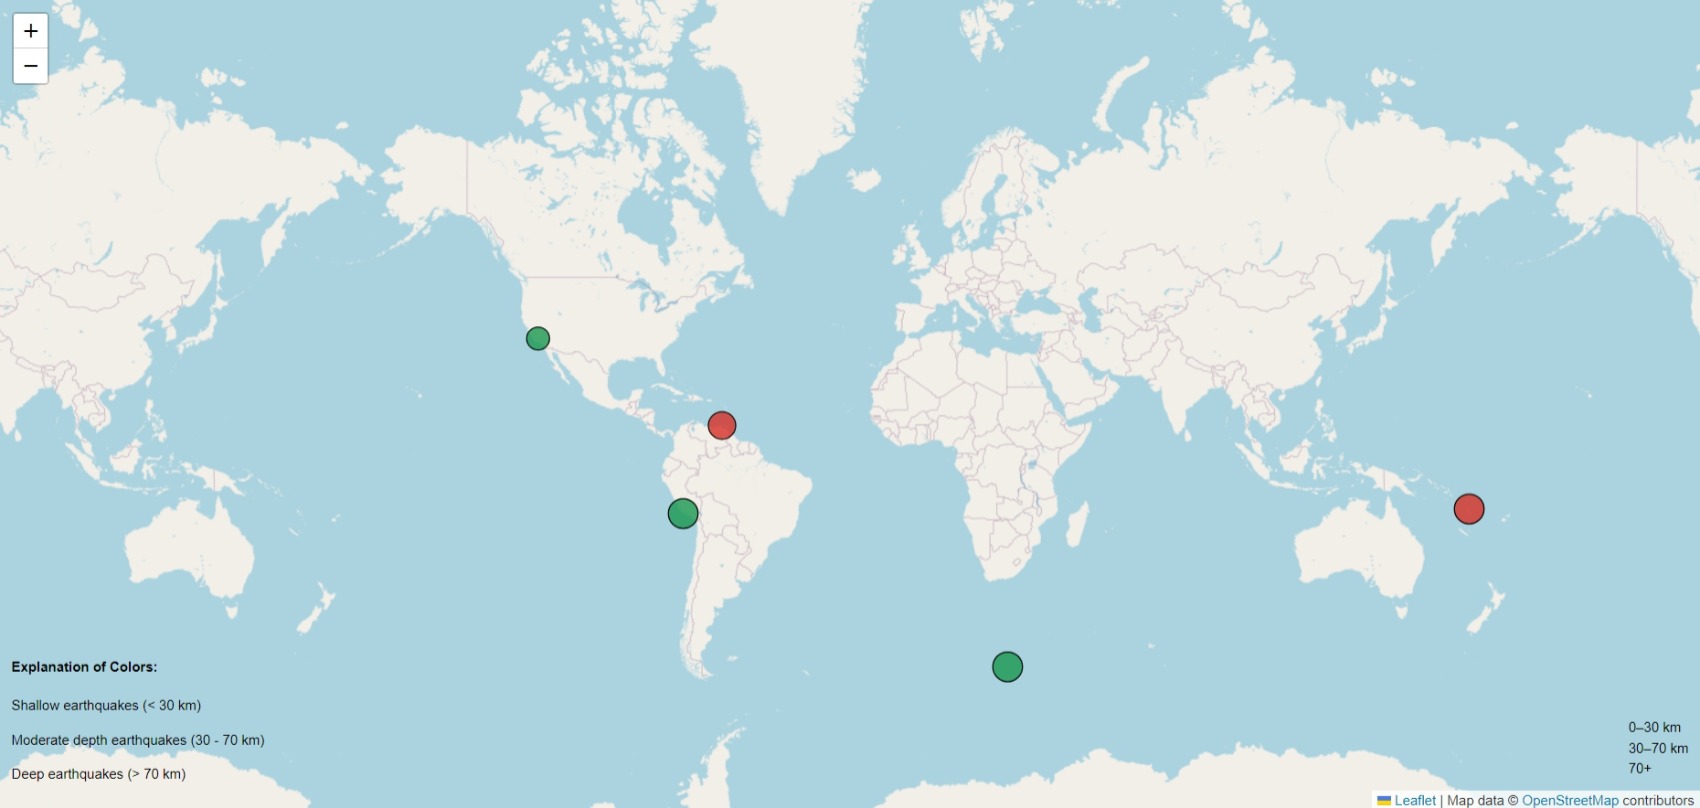 +
−
Explanation of Colors:
Shallow earthquakes (< 30 km)
Moderate depth earthquakes (30 - 70 km)
Deep earthquakes (> 70 km)
0–30 km
30–70 km
70+
Leaflet | Map data © OpenStreetMap contributors